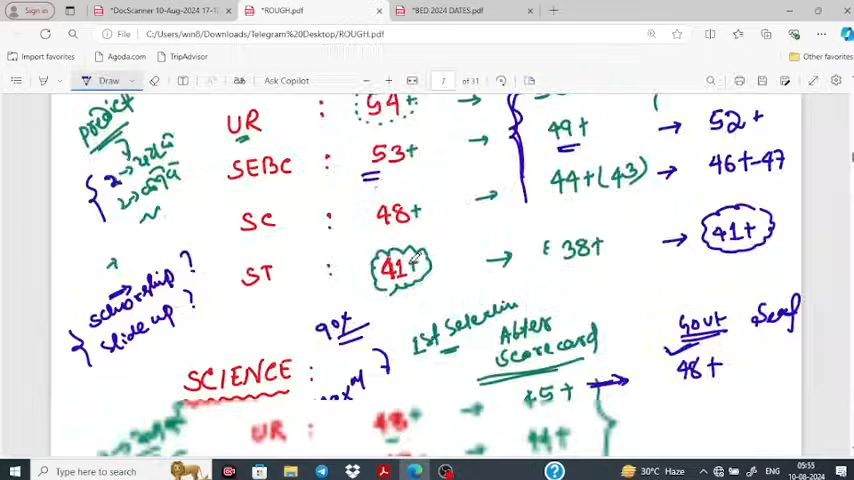 Sign in
*DocScanner 10-Aug-2024 17-1
*ROUGH.pdf
*BED 2024 DATES.pdf
File
C:/Users/win8/Downloads/Telegram%20Desktop/ROUGH.pdf
Import favorites
Agoda.com
TripAdvisor
Other favorites
Draw
Ask Copilot
7 of 31
predict
UR : 54+
SEBC : 53+ → 49+ → 52+
SC : 48+ → 44+(43) → 46+-47
ST : 41+ → 38+ → 41+
scholarship ?
slide up ?
90%
1st Selection
After
scorecard
Govt Self
SCIENCE :
45+ → 48+
UR : 48+ → 44+
Type here to search
30°C Haze
ENG
05:55
10-08-2024